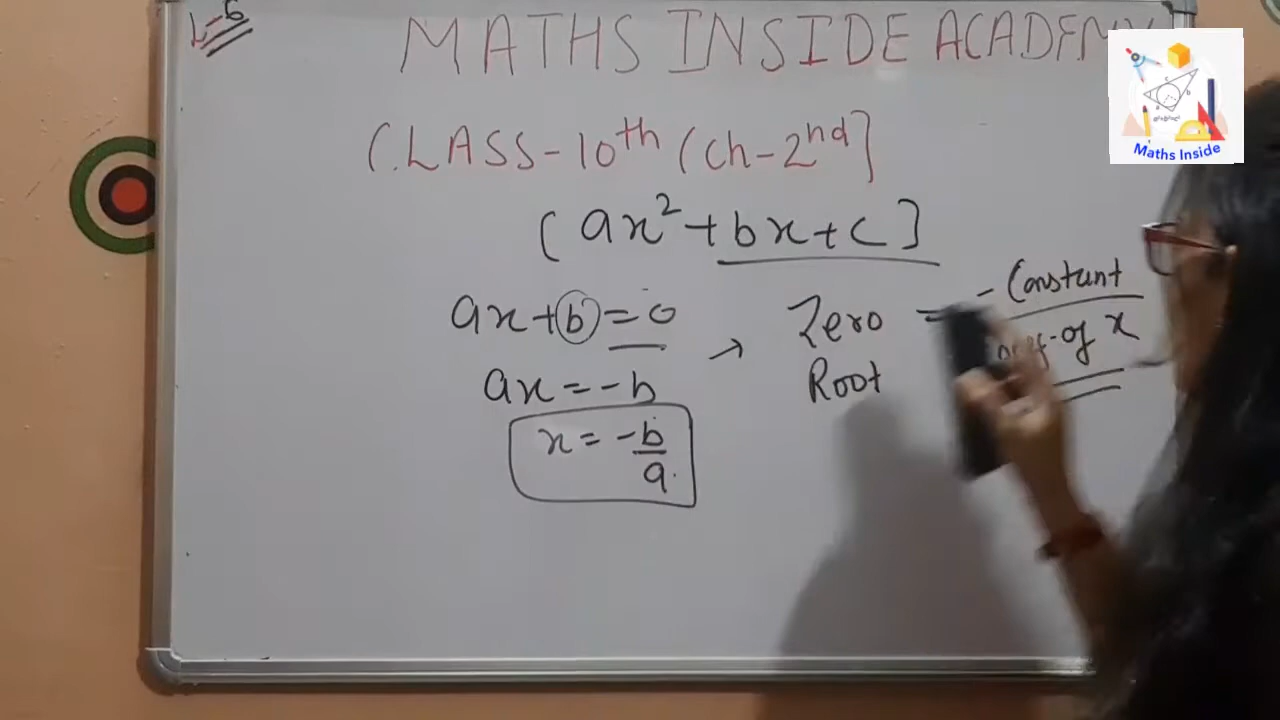 L-6
MATHS INSIDE ACADEMY
CLASS-10th (Ch-2nd]
[ax²+bx+c]
ax+b=0
ax=-b
x=-b/a
→ Zero =
Root
-Constant
of x
Maths Inside